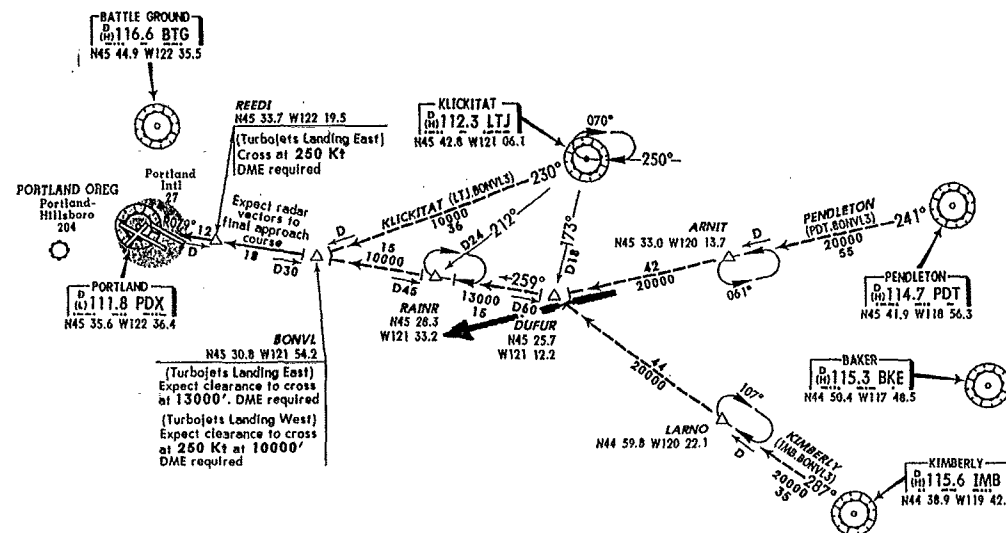 BATTLE GROUND
D
(H) 116.6 BTG
N45 44.9 W122 35.5
REEDI
N45 33.7 W122 19.5
(Turbojets Landing East)
Cross at 250 Kt
DME required
KLICKITAT
D
(H) 112.3 LTJ
N45 42.8 W121 06.1
070°
250°
PORTLAND OREG
Portland-
Hillsboro
204
Portland
Intl
27
R079°
12
D
18
Expect radar
vectors to
final approach
course
D30
D
KLICKITAT (LTJ.BONVL3)
10000
36
230°
D24
212°
173°
D18
15
10000
D45
259°
13000
15
D60
PORTLAND
D
(L) 111.8 PDX
N45 35.6 W122 36.4
RAINR
N45 28.3
W121 33.2
DUFUR
N45 25.7
W121 12.2
ARNIT
N45 33.0 W120 13.7
D
061°
42
20000
PENDLETON
(PDT.BONVL3)
20000
55
241°
PENDLETON
D
(H) 114.7 PDT
N45 41.9 W118 56.3
BONVL
N45 30.8 W121 54.2
(Turbojets Landing East)
Expect clearance to cross
at 13000'. DME required
(Turbojets Landing West)
Expect clearance to cross
at 250 Kt at 10000'
DME required
44
20000
107°
LARNO
N44 59.8 W120 22.1
D
KIMBERLY
(IMB.BONVL3)
20000
35
287°
BAKER
D
(H) 115.3 BKE
N44 50.4 W117 48.5
KIMBERLY
D
(H) 115.6 IMB
N44 38.9 W119 42.